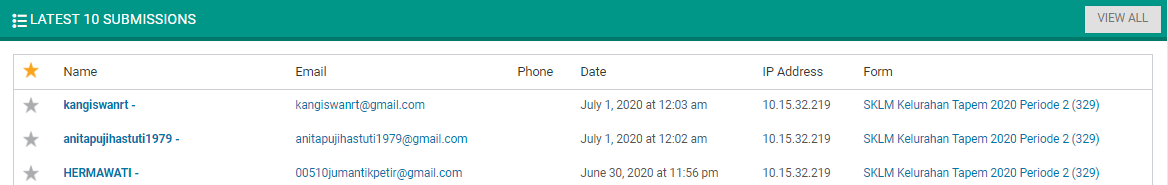 LATEST 10 SUBMISSIONS VIEW ALL
Name Email Phone Date IP Address Form
kangiswanrt - kangiswanrt@gmail.com July 1, 2020 at 12:03 am 10.15.32.219 SKLM Kelurahan Tapem 2020 Periode 2 (329)
anitapujihastuti1979 - anitapujihastuti1979@gmail.com July 1, 2020 at 12:02 am 10.15.32.219 SKLM Kelurahan Tapem 2020 Periode 2 (329)
HERMAWATI - 00510jumantikpetir@gmail.com June 30, 2020 at 11:56 pm 10.15.32.219 SKLM Kelurahan Tapem 2020 Periode 2 (329)